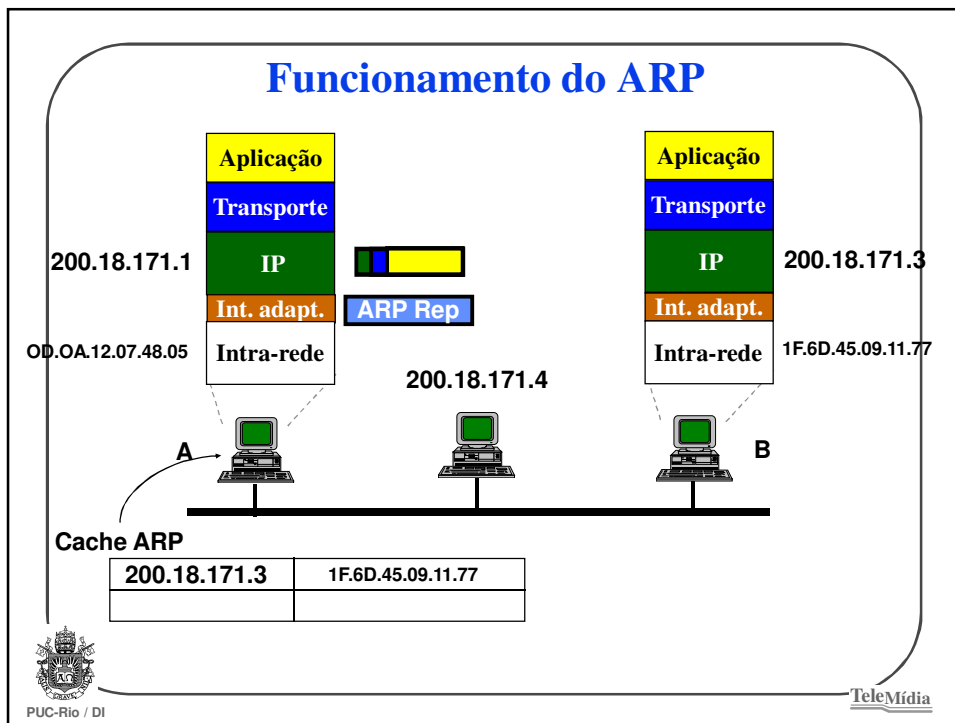 Funcionamento do ARP
Aplicação
Transporte
200.18.171.1
IP
Int. adapt.
ARP Rep
OD.OA.12.07.48.05
Intra-rede
Aplicação
Transporte
IP
200.18.171.3
Int. adapt.
Intra-rede
1F.6D.45.09.11.77
200.18.171.4
A
B
Cache ARP
200.18.171.3
1F.6D.45.09.11.77
PUC-Rio / DI
TeleMídia